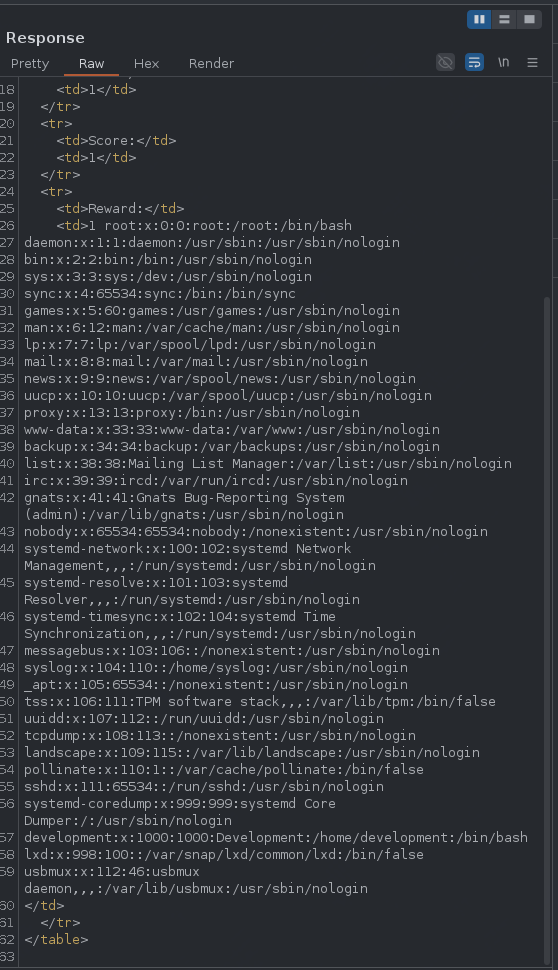 Response
Pretty Raw Hex Render \n
18 <td>1</td>
19 </tr>
20 <tr>
21 <td>Score:</td>
22 <td>1</td>
23 </tr>
24 <tr>
25 <td>Reward:</td>
26 <td>1 root:x:0:0:root:/root:/bin/bash
27 daemon:x:1:1:daemon:/usr/sbin:/usr/sbin/nologin
28 bin:x:2:2:bin:/bin:/usr/sbin/nologin
29 sys:x:3:3:sys:/dev:/usr/sbin/nologin
30 sync:x:4:65534:sync:/bin:/bin/sync
31 games:x:5:60:games:/usr/games:/usr/sbin/nologin
32 man:x:6:12:man:/var/cache/man:/usr/sbin/nologin
33 lp:x:7:7:lp:/var/spool/lpd:/usr/sbin/nologin
34 mail:x:8:8:mail:/var/mail:/usr/sbin/nologin
35 news:x:9:9:news:/var/spool/news:/usr/sbin/nologin
36 uucp:x:10:10:uucp:/var/spool/uucp:/usr/sbin/nologin
37 proxy:x:13:13:proxy:/bin:/usr/sbin/nologin
38 www-data:x:33:33:www-data:/var/www:/usr/sbin/nologin
39 backup:x:34:34:backup:/var/backups:/usr/sbin/nologin
40 list:x:38:38:Mailing List Manager:/var/list:/usr/sbin/nologin
41 irc:x:39:39:ircd:/var/run/ircd:/usr/sbin/nologin
42 gnats:x:41:41:Gnats Bug-Reporting System
(admin):/var/lib/gnats:/usr/sbin/nologin
43 nobody:x:65534:65534:nobody:/nonexistent:/usr/sbin/nologin
44 systemd-network:x:100:102:systemd Network
Management,,,:/run/systemd:/usr/sbin/nologin
45 systemd-resolve:x:101:103:systemd
Resolver,,,:/run/systemd:/usr/sbin/nologin
46 systemd-timesync:x:102:104:systemd Time
Synchronization,,,:/run/systemd:/usr/sbin/nologin
47 messagebus:x:103:106::/nonexistent:/usr/sbin/nologin
48 syslog:x:104:110::/home/syslog:/usr/sbin/nologin
49 _apt:x:105:65534::/nonexistent:/usr/sbin/nologin
50 tss:x:106:111:TPM software stack,,,:/var/lib/tpm:/bin/false
51 uuidd:x:107:112::/run/uuidd:/usr/sbin/nologin
52 tcpdump:x:108:113::/nonexistent:/usr/sbin/nologin
53 landscape:x:109:115::/var/lib/landscape:/usr/sbin/nologin
54 pollinate:x:110:1::/var/cache/pollinate:/bin/false
55 sshd:x:111:65534::/run/sshd:/usr/sbin/nologin
56 systemd-coredump:x:999:999:systemd Core
Dumper:/:/usr/sbin/nologin
57 development:x:1000:1000:Development:/home/development:/bin/bash
58 lxd:x:998:100::/var/snap/lxd/common/lxd:/bin/false
59 usbmux:x:112:46:usbmux
daemon,,,:/var/lib/usbmux:/usr/sbin/nologin
60 </td>
61 </tr>
62 </table>
63